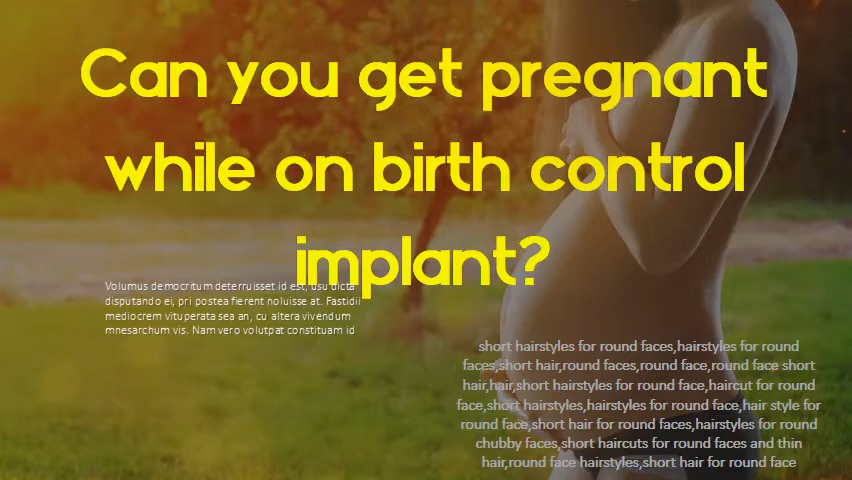 Can you get pregnant
while on birth control
implant?
Volumus democritum deterruisset id est, usu dicta
disputando ei, pri postea fierent noluisse at. Fastidii
mediocrem vituperata sea an, cu altera vivendum
mnesarchum vis. Nam vero volutpat constituam id
short hairstyles for round faces,hairstyles for round
faces,short hair,round faces,round face,round face short
hair,hair,short hairstyles for round face,haircut for round
face,short hairstyles,hairstyles for round face,hair style for
round face,short hair for round faces,hairstyles for round
chubby faces,short haircuts for round faces and thin
hair,round face hairstyles,short hair for round face